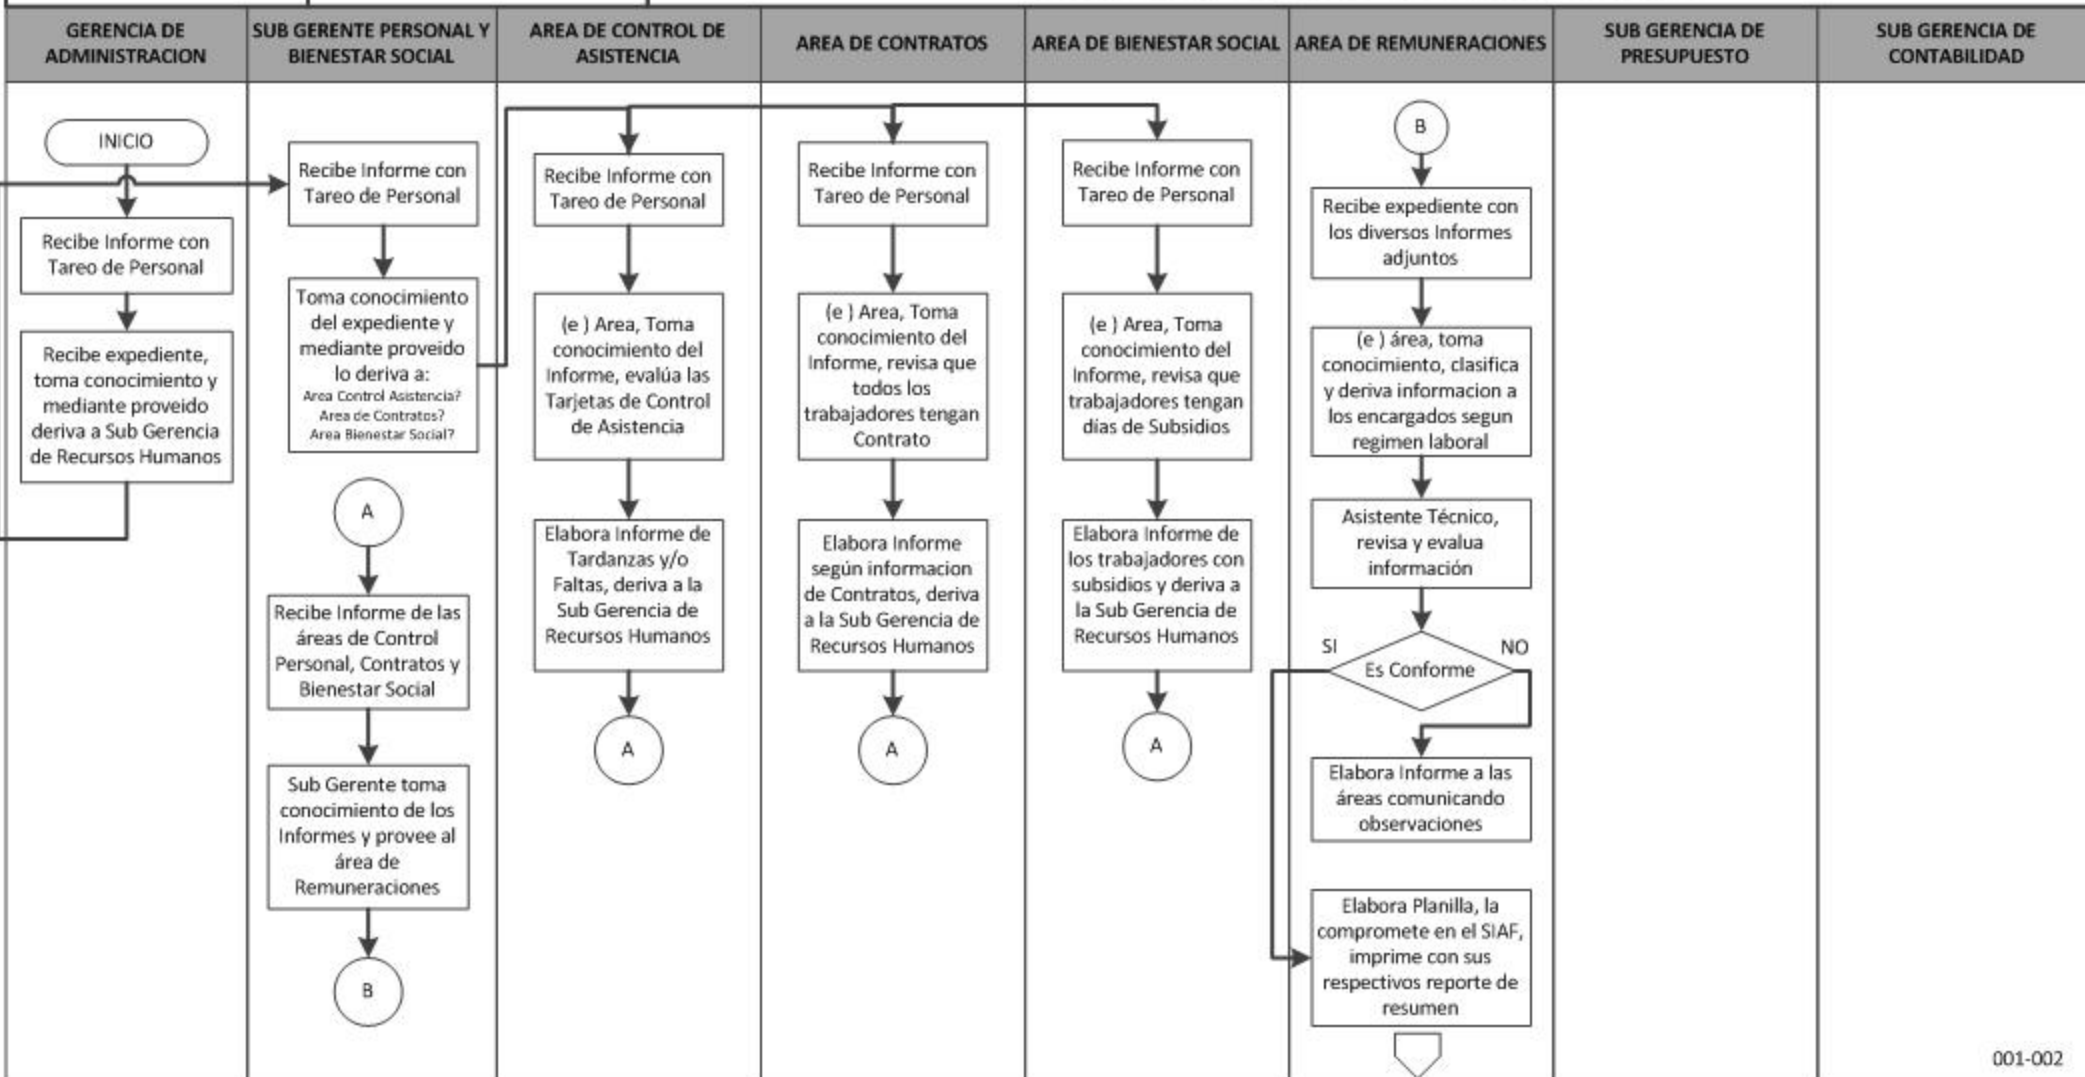 GERENCIA DE
ADMINISTRACION
SUB GERENTE PERSONAL Y
BIENESTAR SOCIAL
AREA DE CONTROL DE
ASISTENCIA
AREA DE CONTRATOS
AREA DE BIENESTAR SOCIAL
AREA DE REMUNERACIONES
SUB GERENCIA DE
PRESUPUESTO
SUB GERENCIA DE
CONTABILIDAD
INICIO
Recibe Informe con
Tareo de Personal
Recibe expediente,
toma conocimiento y
mediante proveido
deriva a Sub Gerencia
de Recursos Humanos
Recibe Informe con
Tareo de Personal
Toma conocimiento
del expediente y
mediante proveido
lo deriva a:
Area Control Asistencia?
Area de Contratos?
Area Bienestar Social?
A
Recibe Informe de las
áreas de Control
Personal, Contratos y
Bienestar Social
Sub Gerente toma
conocimiento de los
Informes y provee al
área de
Remuneraciones
B
Recibe Informe con
Tareo de Personal
(e ) Area, Toma
conocimiento del
Informe, evalúa las
Tarjetas de Control
de Asistencia
Elabora Informe de
Tardanzas y/o
Faltas, deriva a la
Sub Gerencia de
Recursos Humanos
A
Recibe Informe con
Tareo de Personal
(e ) Area, Toma
conocimiento del
Informe, revisa que
todos los
trabajadores tengan
Contrato
Elabora Informe
según informacion
de Contratos, deriva
a la Sub Gerencia de
Recursos Humanos
A
Recibe Informe con
Tareo de Personal
(e ) Area, Toma
conocimiento del
Informe, revisa que
trabajadores tengan
días de Subsidios
Elabora Informe de
los trabajadores con
subsidios y deriva a
la Sub Gerencia de
Recursos Humanos
A
B
Recibe expediente con
los diversos Informes
adjuntos
(e ) área, toma
conocimiento, clasifica
y deriva informacion a
los encargados segun
regimen laboral
Asistente Técnico,
revisa y evalua
información
SI
NO
Es Conforme
Elabora Informe a las
áreas comunicando
observaciones
Elabora Planilla, la
compromete en el SIAF,
imprime con sus
respectivos reporte de
resumen
001-002